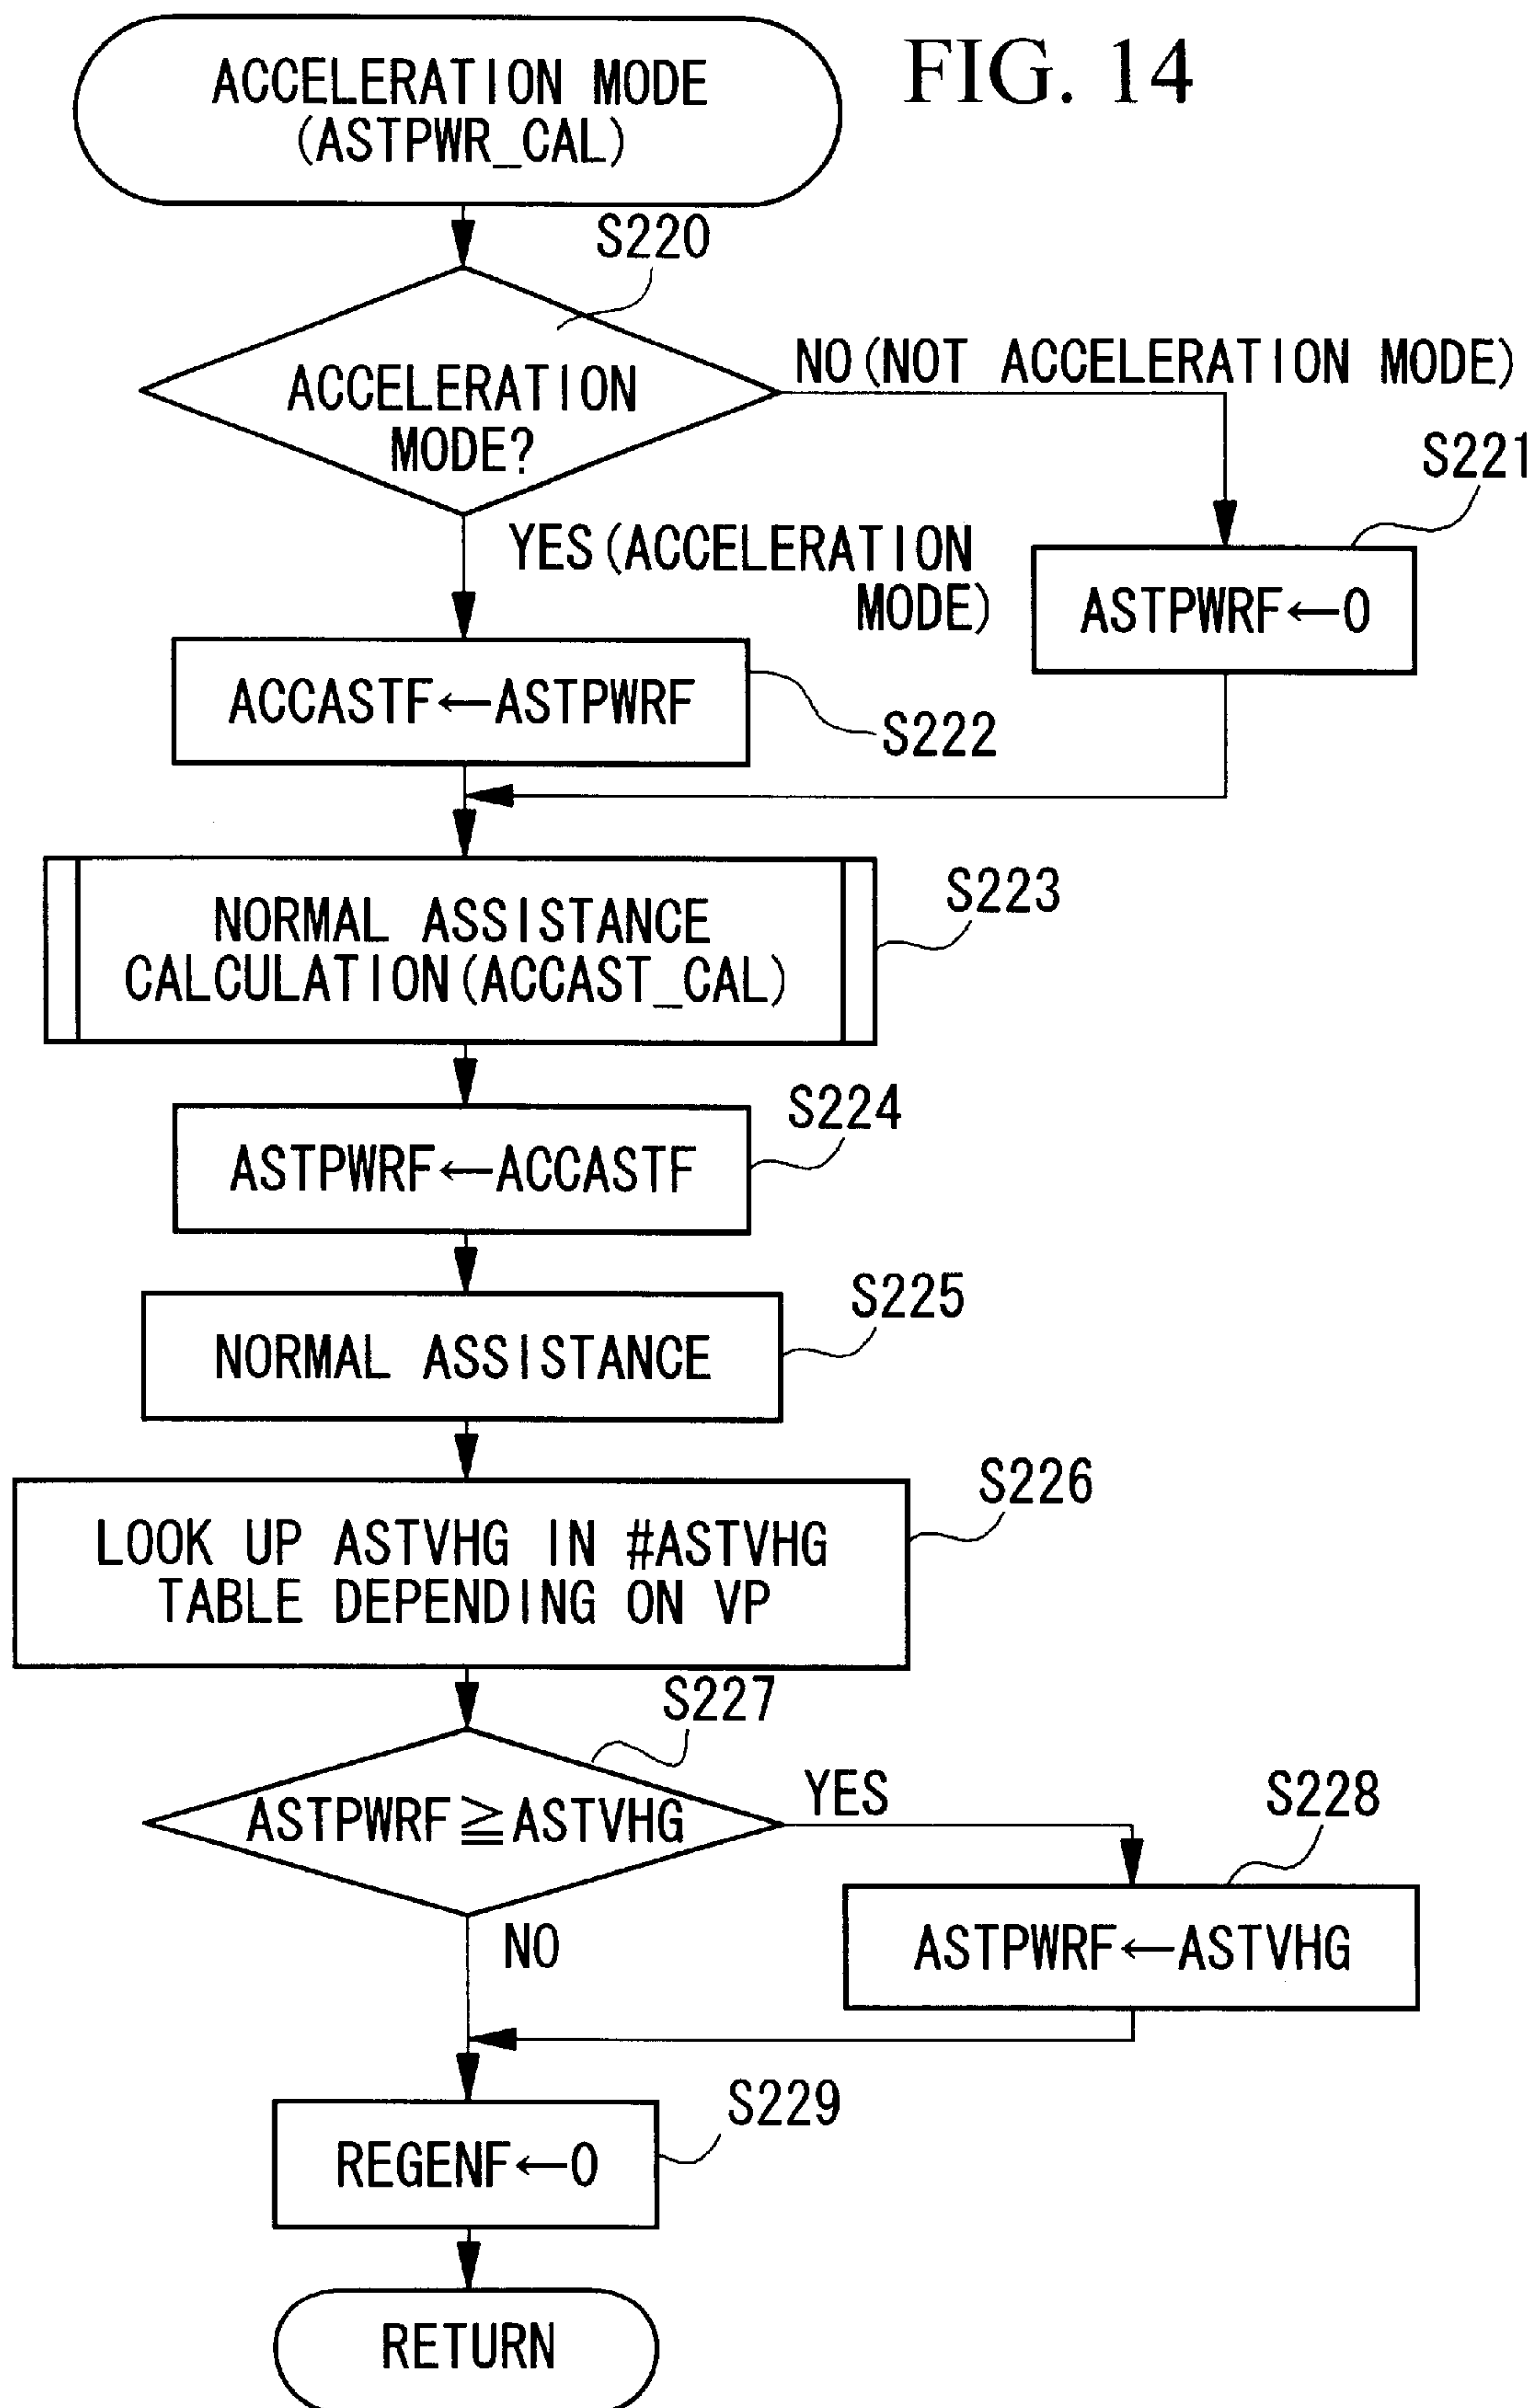 FIG. 14
ACCELERATION MODE
(ASTPWR_CAL)
S220
ACCELERATION
MODE?
NO(NOT ACCELERATION MODE)
S221
ASTPWRF←0
YES(ACCELERATION
MODE)
ACCASTF←ASTPWRF
S222
S223
NORMAL ASSISTANCE
CALCULATION(ACCAST_CAL)
S224
ASTPWRF←ACCASTF
S225
NORMAL ASSISTANCE
S226
LOOK UP ASTVHG IN #ASTVHG
TABLE DEPENDING ON VP
S227
ASTPWRF≧ASTVHG
YES
S228
ASTPWRF←ASTVHG
NO
S229
REGENF←0
RETURN